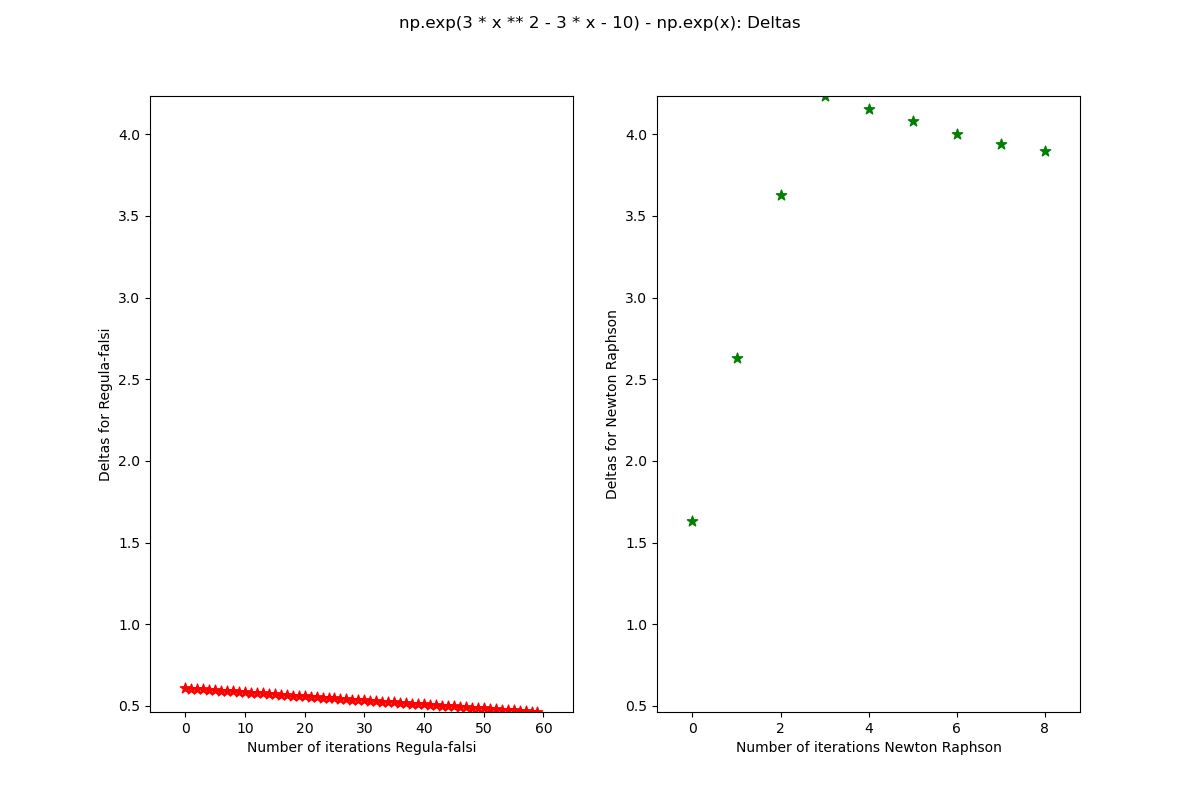 np.exp(3 * x ** 2 - 3 * x - 10) - np.exp(x): Deltas
Deltas for Regula-falsi
4.0
3.5
3.0
2.5
2.0
1.5
1.0
0.5
0 10 20 30 40 50 60
Number of iterations Regula-falsi
Deltas for Newton Raphson
4.0
3.5
3.0
2.5
2.0
1.5
1.0
0.5
0 2 4 6 8
Number of iterations Newton Raphson